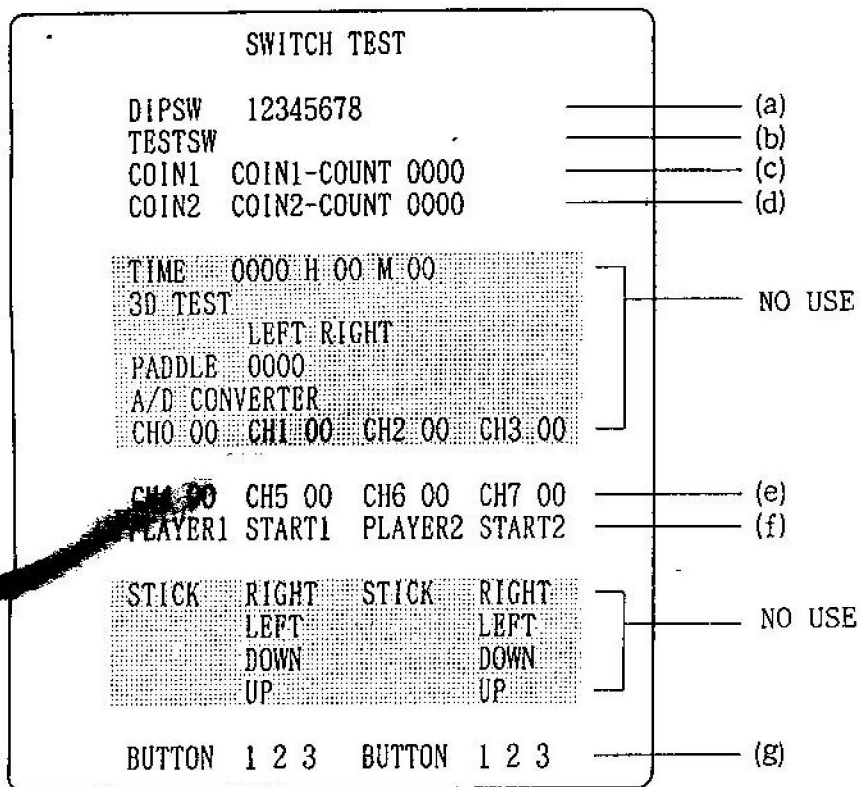 SWITCH TEST
DIPSW 12345678 (a)
TESTSW (b)
COIN1 COIN1-COUNT 0000 (c)
COIN2 COIN2-COUNT 0000 (d)
TIME 0000 H 00 M 00
3D TEST
NO USE
LEFT RIGHT
PADDLE 0000
A/D CONVERTER
CH0 00 CH1 00 CH2 00 CH3 00
CH4 00 CH5 00 CH6 00 CH7 00 (e)
PLAYER1 START1 PLAYER2 START2 (f)
STICK RIGHT STICK RIGHT
LEFT LEFT NO USE
DOWN DOWN
UP UP
BUTTON 1 2 3 BUTTON 1 2 3 (g)